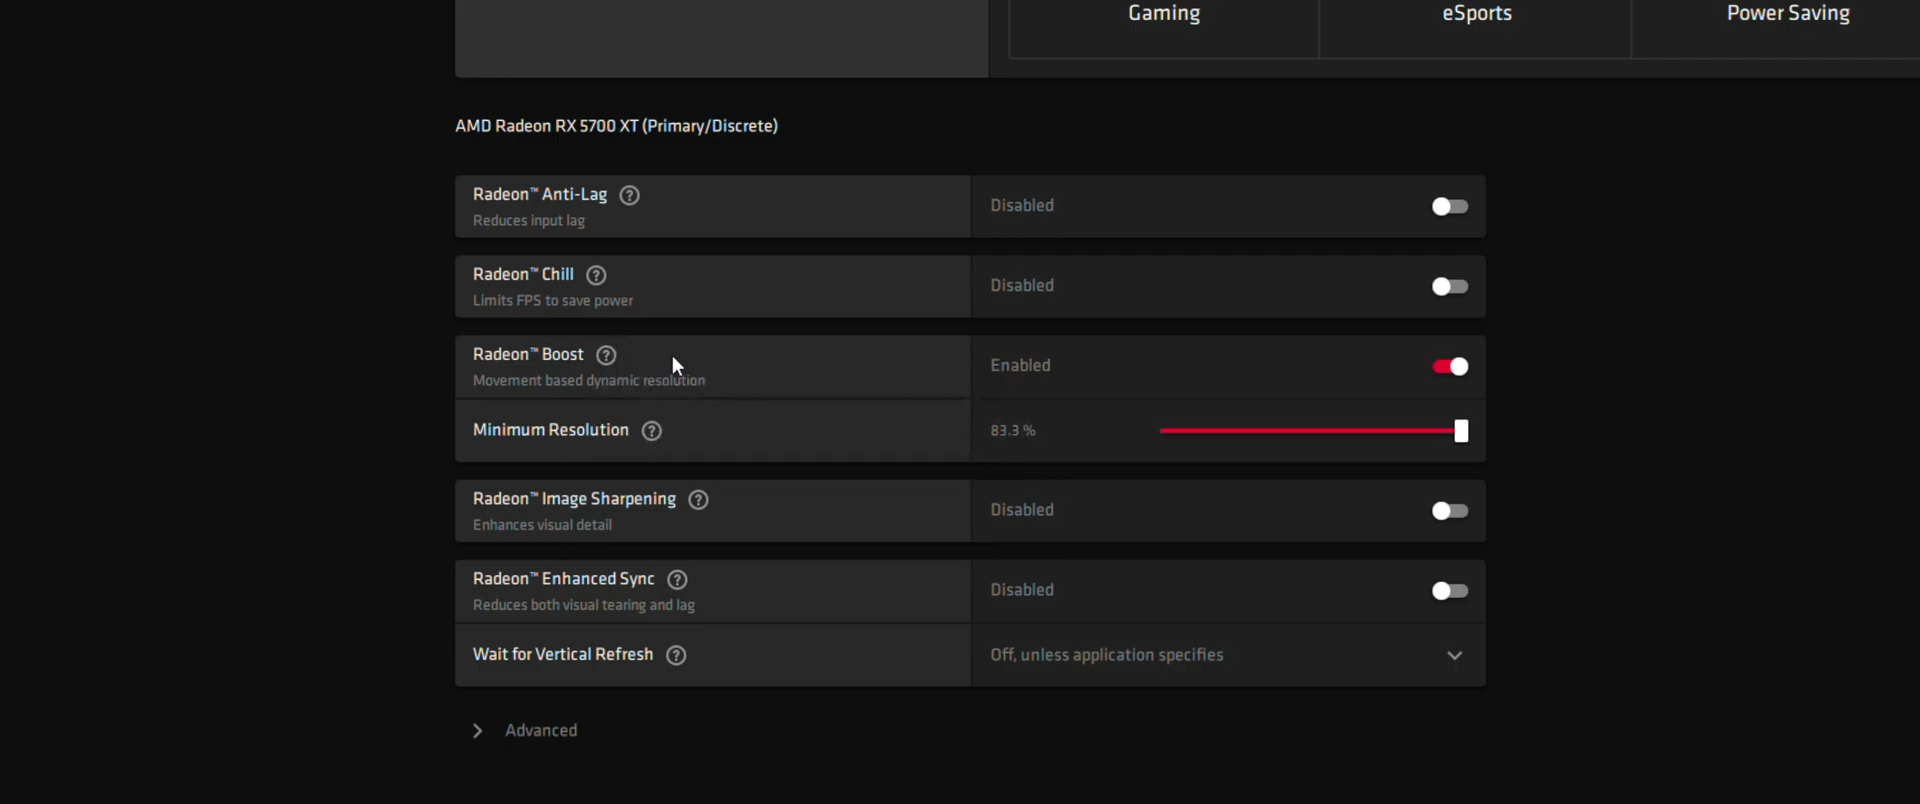 Gaming
eSports
Power Saving
AMD Radeon RX 5700 XT (Primary/Discrete)
Radeon™ Anti-Lag ?
Reduces input lag
Disabled
Radeon™ Chill ?
Limits FPS to save power
Disabled
Radeon™ Boost ?
Movement based dynamic resolution
Enabled
Minimum Resolution ?
83.3 %
Radeon™ Image Sharpening ?
Enhances visual detail
Disabled
Radeon™ Enhanced Sync ?
Reduces both visual tearing and lag
Disabled
Wait for Vertical Refresh ?
Off, unless application specifies
Advanced